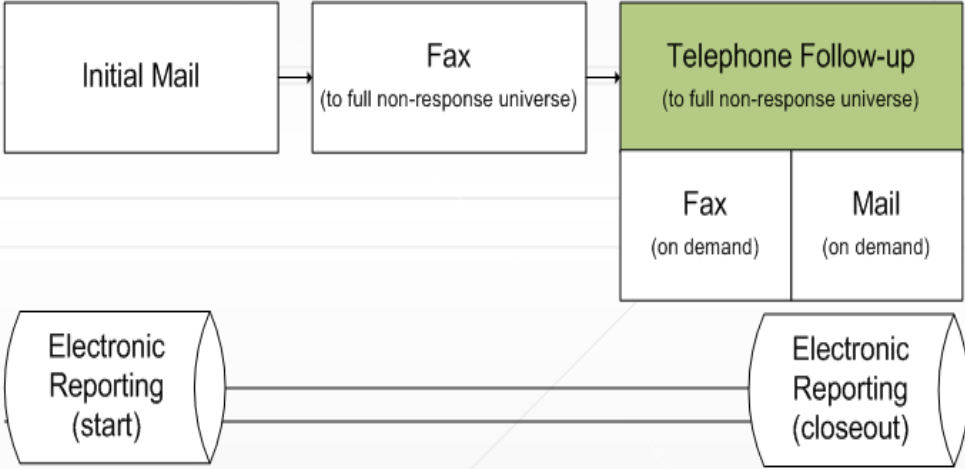 Initial Mail
Fax
(to full non-response universe)
Telephone Follow-up
(to full non-response universe)
Fax
(on demand)
Mail
(on demand)
Electronic
Reporting
(start)
Electronic
Reporting
(closeout)